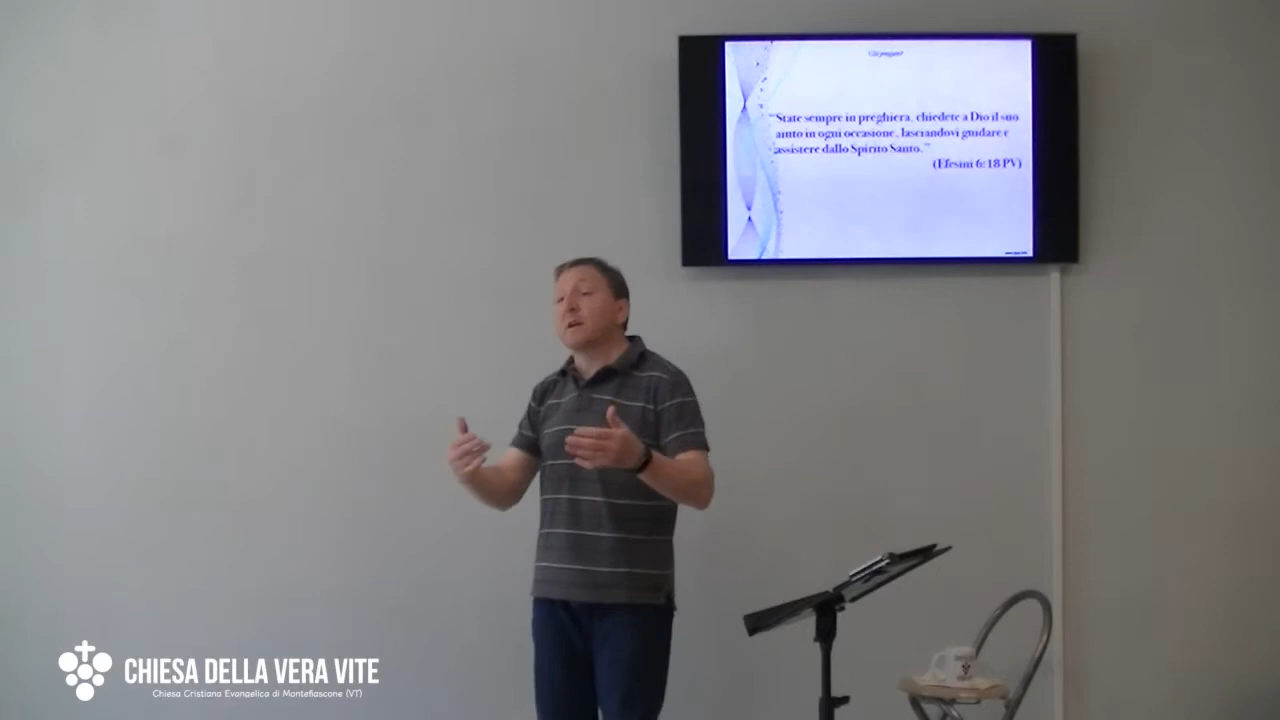 "State sempre in preghiera, chiedete a Dio il suo
aiuto in ogni occasione, lasciandovi guidare e
assistere dallo Spirito Santo."
(Efesini 6:18 PV)
CHIESA DELLA VERA VITE
Chiesa Cristiana Evangelica di Montefiascone (VT)